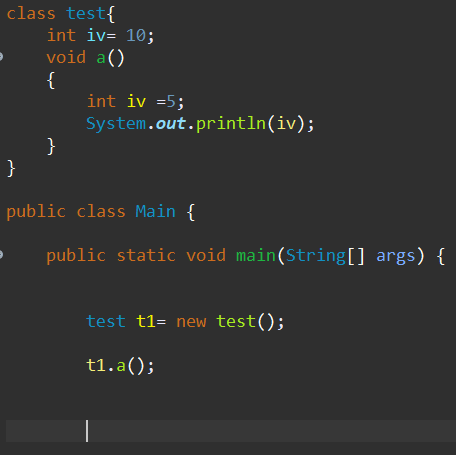 class test{
    int iv= 10;
    void a()
    {
        int iv =5;
        System.out.println(iv);
    }
}
public class Main {
    public static void main(String[] args) {
        test t1= new test();
        t1.a();